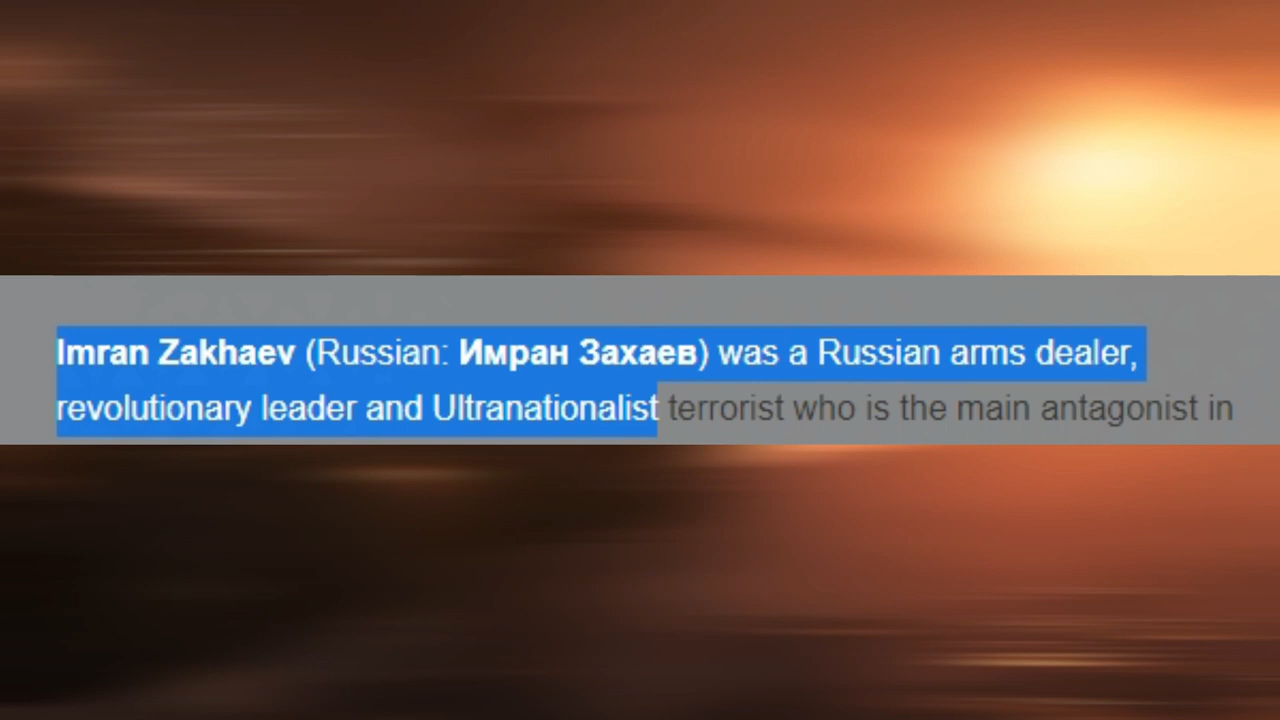 Imran Zakhaev (Russian: Имран Захаев) was a Russian arms dealer,
revolutionary leader and Ultranationalist terrorist who is the main antagonist in